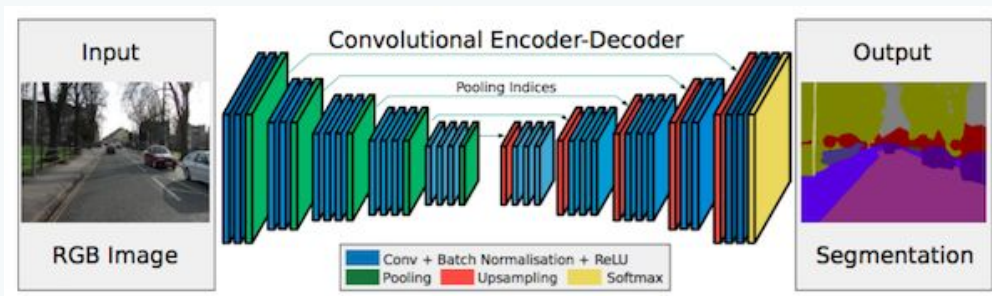 Input
RGB Image
Convolutional Encoder-Decoder
Pooling Indices
Conv + Batch Normalisation + ReLU
Pooling Upsampling Softmax
Output
Segmentation